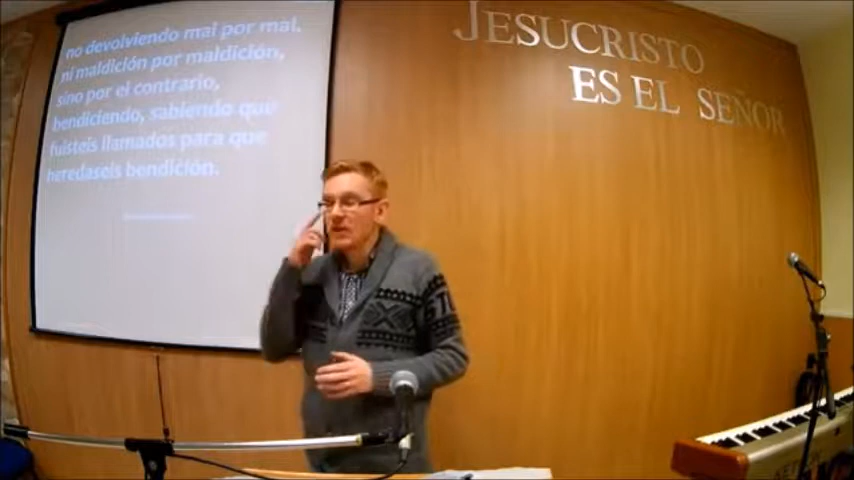 no devolviendo mal por mal,
ni maldición por maldición,
sino por el contrario,
bendiciendo, sabiendo que
fuisteis llamados para que
heredaseis bendición.
JESUCRISTO
ES EL SEÑOR